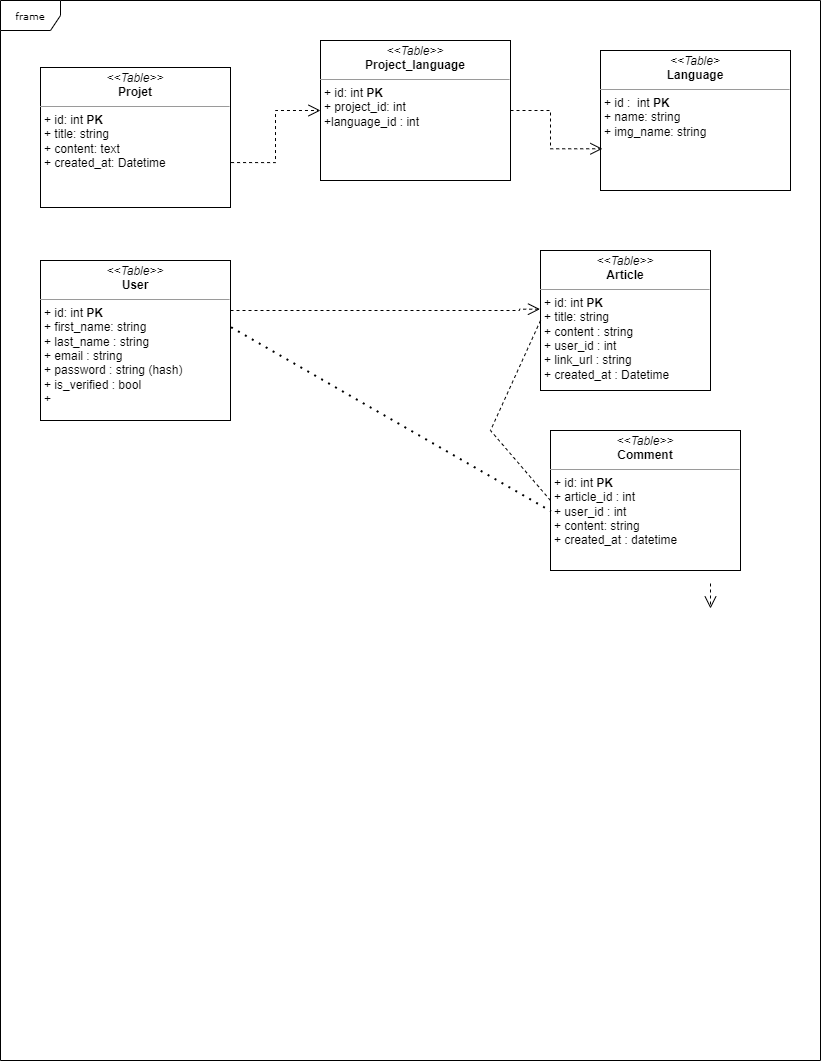 frame
<<Table>>
Projet
+ id: int PK
+ title: string
+ content: text
+ created_at: Datetime
<<Table>>
Project_language
+ id: int PK
+ project_id: int
+language_id : int
<<Table>
Language
+ id :  int PK
+ name: string
+ img_name: string
<<Table>>
User
+ id: int PK
+ first_name: string
+ last_name : string
+ email : string
+ password : string (hash)
+ is_verified : bool
+
<<Table>>
Article
+ id: int PK
+ title: string
+ content : string
+ user_id : int
+ link_url : string
+ created_at : Datetime
<<Table>>
Comment
+ id: int PK
+ article_id : int
+ user_id : int
+ content: string
+ created_at : datetime